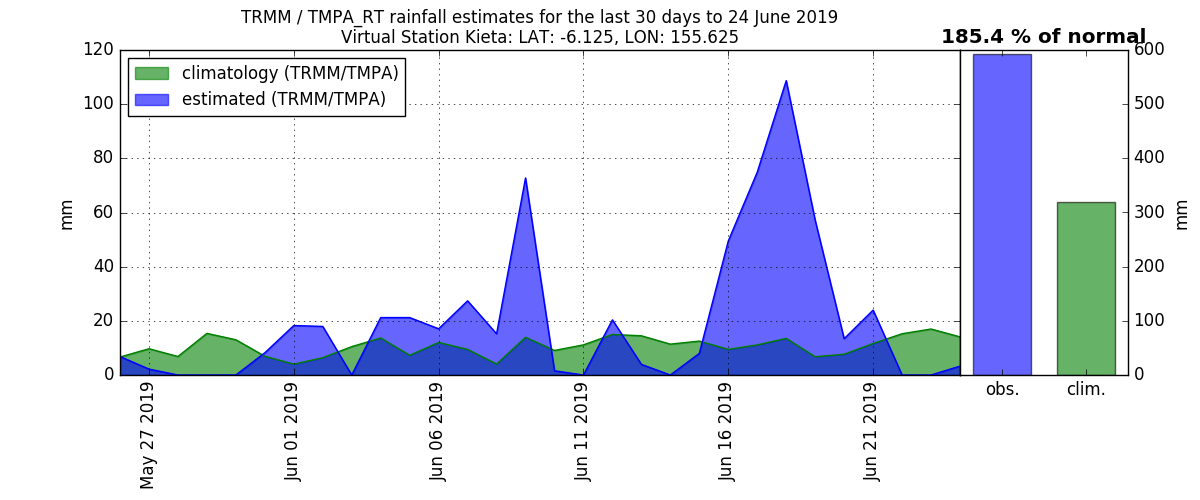 TRMM / TMPA_RT rainfall estimates for the last 30 days to 24 June 2019
Virtual Station Kieta: LAT: -6.125, LON: 155.625
185.4 % of normal
climatology (TRMM/TMPA)
estimated (TRMM/TMPA)
120
100
80
60
40
20
0
mm
May 27 2019
Jun 01 2019
Jun 06 2019
Jun 11 2019
Jun 16 2019
Jun 21 2019
obs.
clim.
600
500
400
300
200
100
0
mm